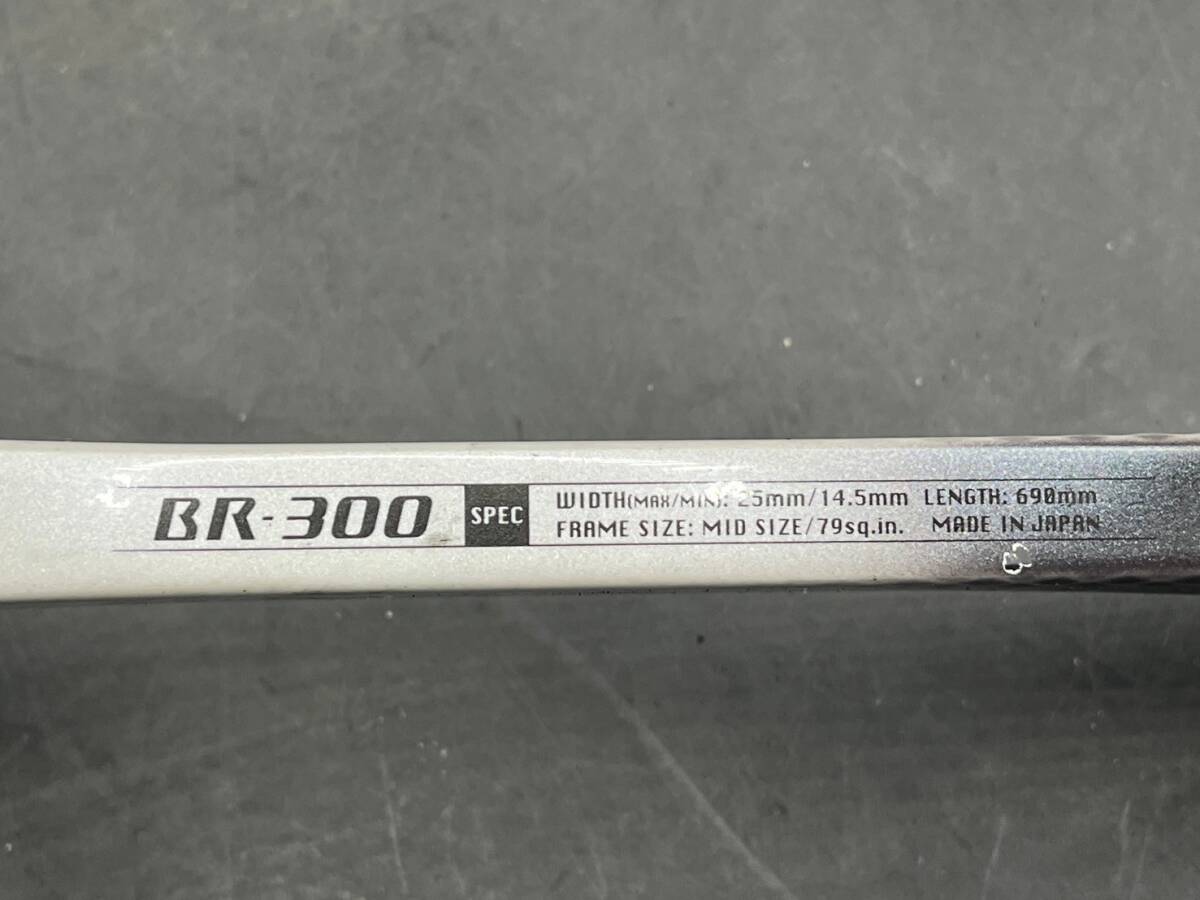 BR-300 SPEC
WIDTH(MAX/MIN): 25mm/14.5mm LENGTH: 690mm
FRAME SIZE: MID SIZE/79sq.in. MADE IN JAPAN